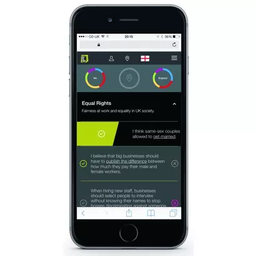 20:15
Equal Rights
Fairness at work and equality in UK society.
I think same-sex couples
allowed to get married.
I believe that big businesses should
have to publish the difference between
how much they pay their male and
female workers.
When hiring new staff, businesses
should select people to interview
without knowing their names to stop